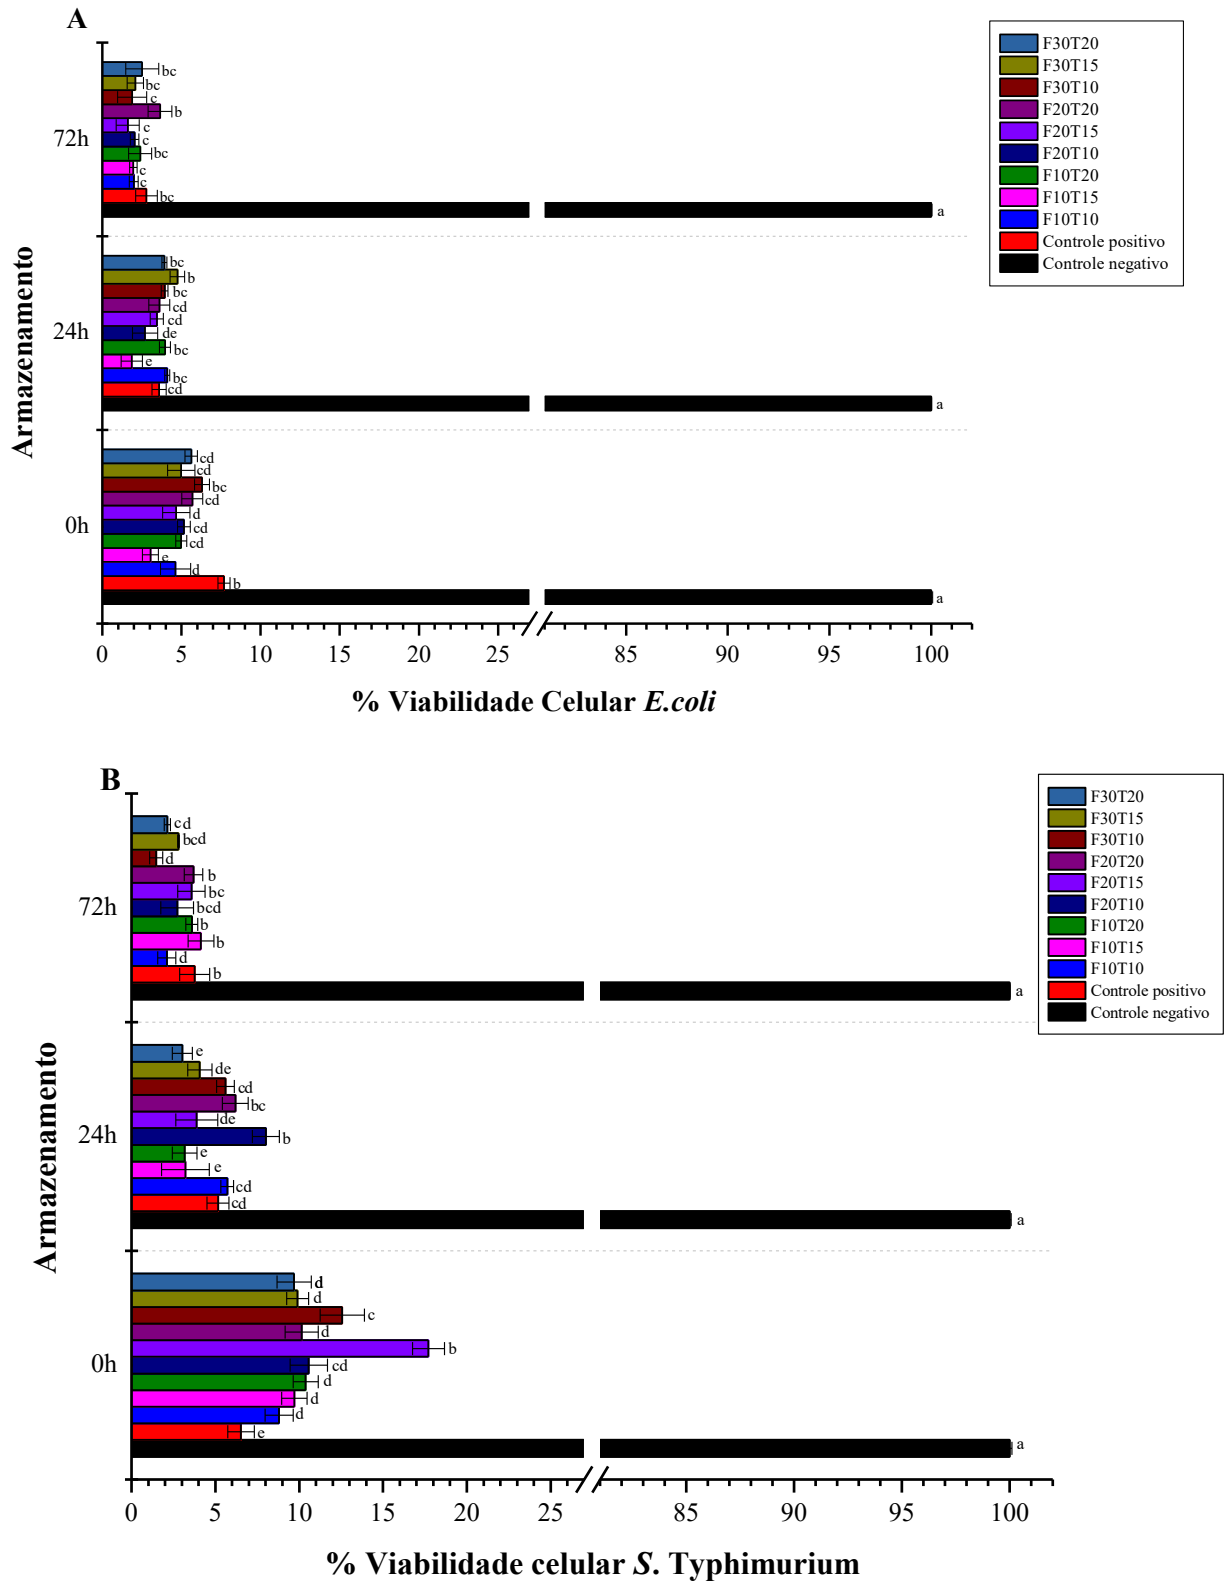 A
F30T20
F30T15
F30T10
F20T20
F20T15
F20T10
F10T20
F10T15
F10T10
Controle positivo
Controle negativo
Armazenamento
72h
bc
bc
c
b
c
c
bc
c
c
bc
a
24h
bc
b
bc
cd
cd
de
bc
e
bc
cd
a
0h
cd
cd
bc
cd
d
cd
cd
e
d
b
a
0 5 10 15 20 25 85 90 95 100
% Viabilidade Celular E.coli
B
F30T20
F30T15
F30T10
F20T20
F20T15
F20T10
F10T20
F10T15
F10T10
Controle positivo
Controle negativo
Armazenamento
72h
cd
bcd
d
b
bc
bcd
b
b
d
b
a
24h
e
de
cd
bc
de
b
e
e
cd
cd
a
0h
d
d
c
d
b
cd
d
d
d
e
a
0 5 10 15 20 25 85 90 95 100
% Viabilidade celular S. Typhimurium